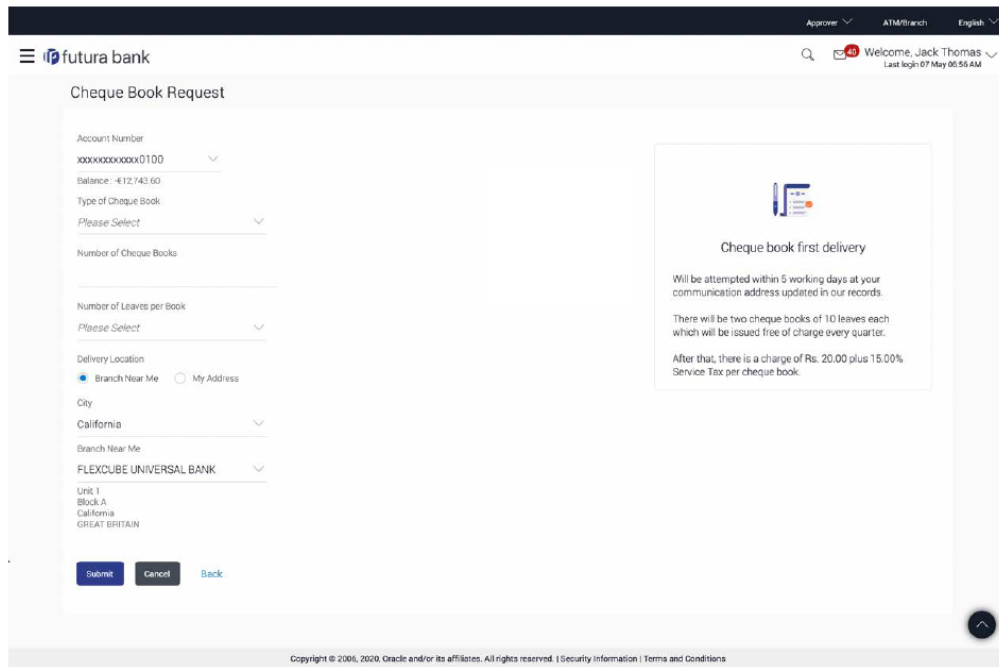 Approver
ATM/Branch
English
futura bank
40
Welcome, Jack Thomas
Last login 07 May 06:56 AM
Cheque Book Request
Account Number
xxxxxxxxxxxx0100
Balance : -€12,743.60
Type of Cheque Book
Please Select
Number of Cheque Books
Number of Leaves per Book
Please Select
Delivery Location
Branch Near Me
My Address
City
California
Branch Near Me
FLEXCUBE UNIVERSAL BANK
Unit 1
Block A
California
GREAT BRITAIN
Submit
Cancel
Back
Cheque book first delivery
Will be attempted within 5 working days at your
communication address updated in our records.
There will be two cheque books of 10 leaves each
which will be issued free of charge every quarter.
After that, there is a charge of Rs. 20.00 plus 15.00%
Service Tax per cheque book.
Copyright © 2006, 2020, Oracle and/or its affiliates. All rights reserved. | Security Information | Terms and Conditions